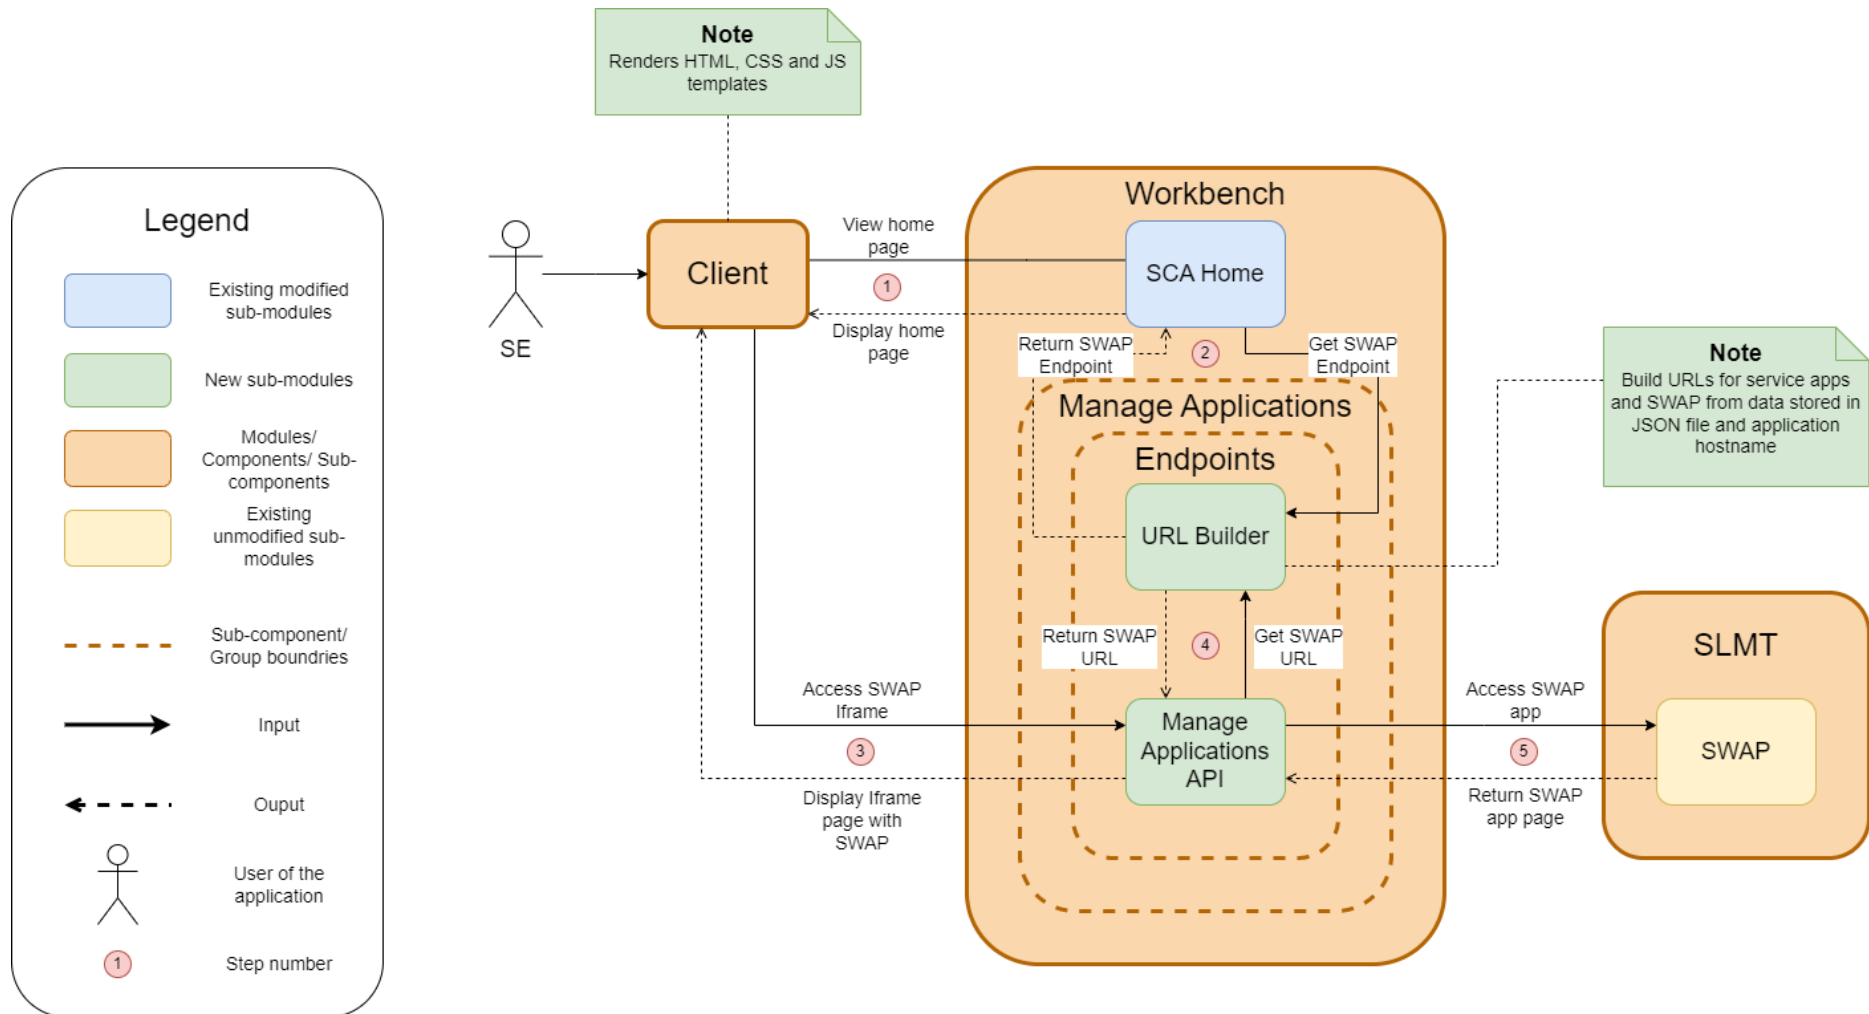 Note
Renders HTML, CSS and JS
templates
Legend
Existing modified
sub-modules
New sub-modules
Modules/
Components/ Sub-
components
Existing
unmodified sub-
modules
Sub-component/
Group boundries
Input
Ouput
User of the
application
1
Step number
SE
Client
View home
page
1
Display home
page
Workbench
SCA Home
Return SWAP
Endpoint
2
Get SWAP
Endpoint
Manage Applications
Endpoints
URL Builder
Return SWAP
URL
4
Get SWAP
URL
Access SWAP
Iframe
3
Display Iframe
page with
SWAP
Manage
Applications
API
Note
Build URLs for service apps
and SWAP from data stored in
JSON file and application
hostname
Access SWAP
app
5
Return SWAP
app page
SLMT
SWAP